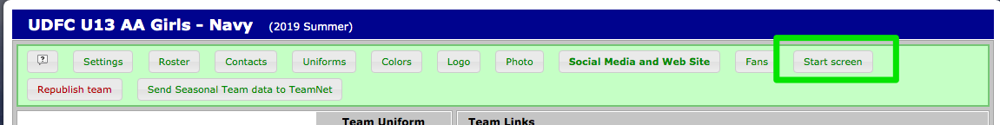 UDFC U13 AA Girls - Navy (2019 Summer)
? Settings Roster Contacts Uniforms Colors Logo Photo Social Media and Web Site Fans Start screen
Republish team Send Seasonal Team data to TeamNet
Team Uniform Team Links